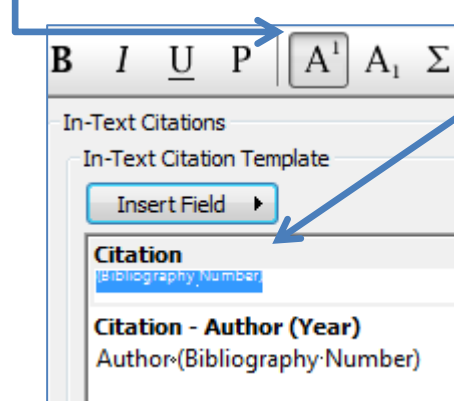 B I U P A¹ A₁ Σ
In-Text Citations
In-Text Citation Template
Insert Field
Citation
(Bibliography·Number)
Citation - Author (Year)
Author·(Bibliography·Number)